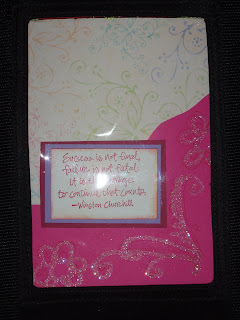 Success is not final,
failure is not fatal:
it is the courage
to continue that counts.
—Winston Churchill